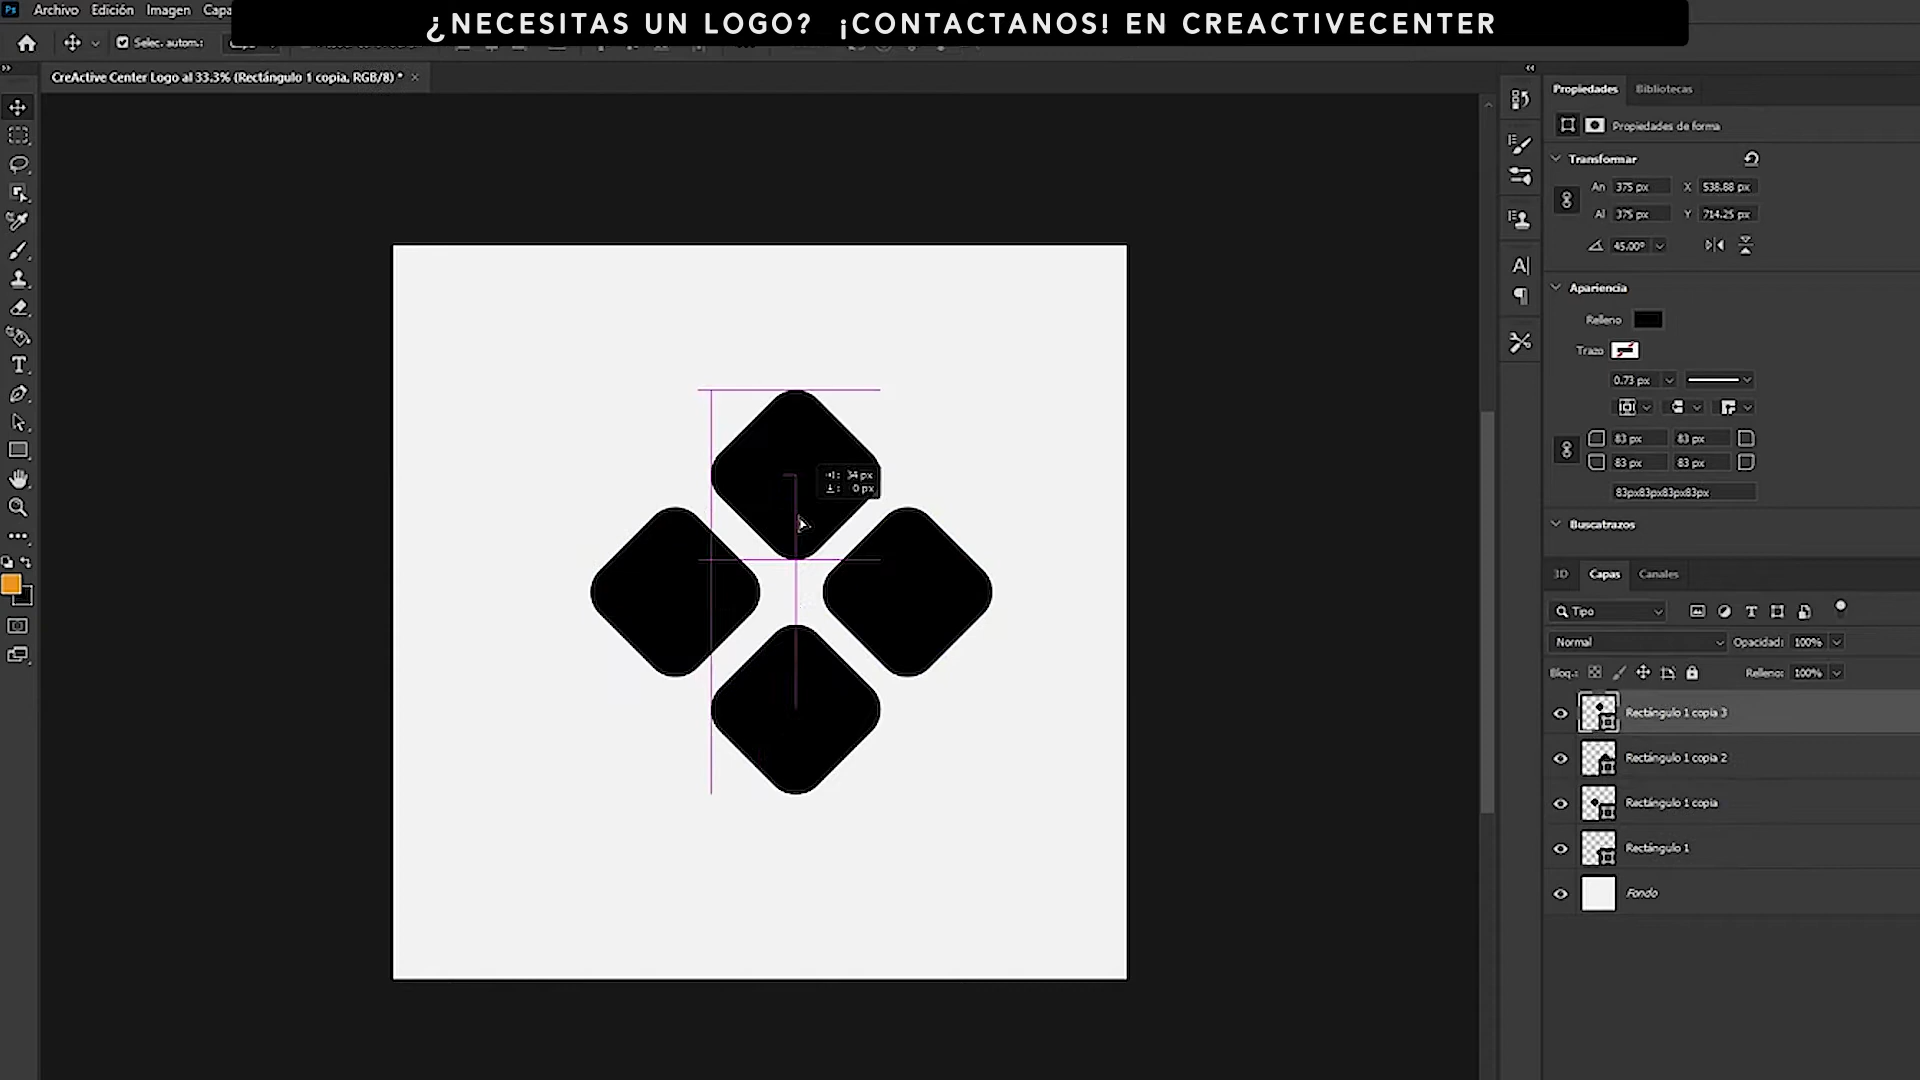 Ps Archivo Edición Imagen Capa
¿NECESITAS UN LOGO? ¡CONTACTANOS! EN CREACTIVECENTER
Selec. autom.:
CreActive Center Logo al 33.3% (Rectángulo 1 copia, RGB/8) * ×
Propiedades Bibliotecas
Propiedades de forma
Transformar
An 375 px X 538.68 px
Al 375 px Y 714.25 px
45.00°
Apariencia
Relleno
Trazo
0.73 px
83 px 83 px
83 px 83 px
83px83px83px83px
Buscatrazos
34 px
0 px
3D Capas Canales
Tipo
Normal Opacidad: 100%
Bloq.: Relleno: 100%
Rectángulo 1 copia 3
Rectángulo 1 copia 2
Rectángulo 1 copia
Rectángulo 1
Fondo